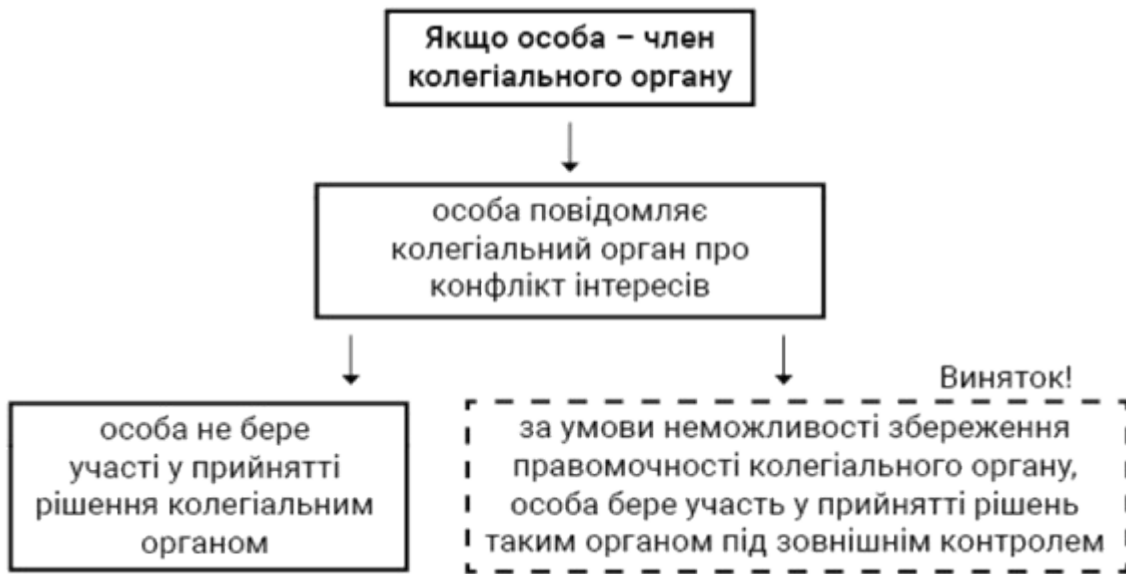 Якщо особа – член
колегіального органу
особа повідомляє
колегіальний орган про
конфлікт інтересів
особа не бере
участі у прийнятті
рішення колегіальним
органом
Виняток!
за умови неможливості збереження
правомочності колегіального органу,
особа бере участь у прийнятті рішень
таким органом під зовнішнім контролем